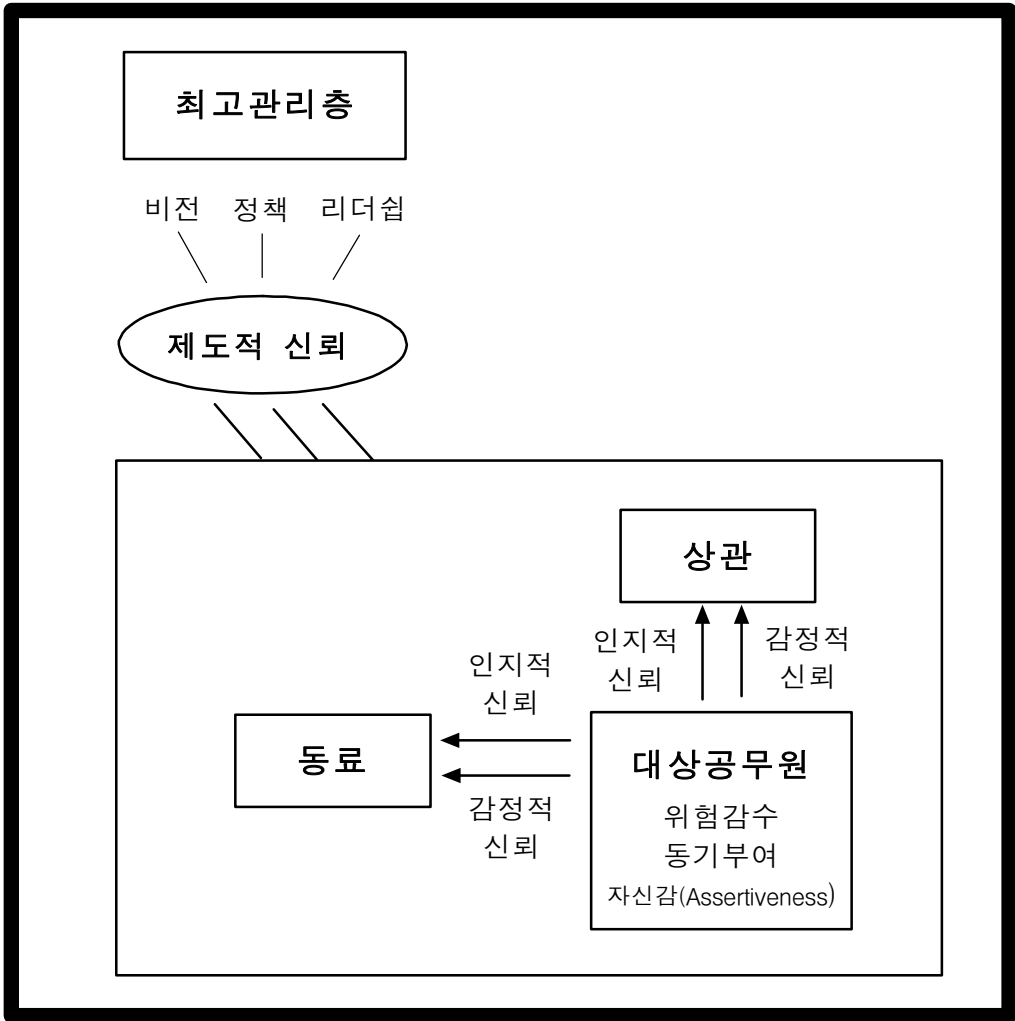 최고관리층
비전 정책 리더쉽
제도적 신뢰
상관
인지적
신뢰
감정적
신뢰
인지적
신뢰
동료
감정적
신뢰
대상공무원
위험감수
동기부여
자신감(Assertiveness)